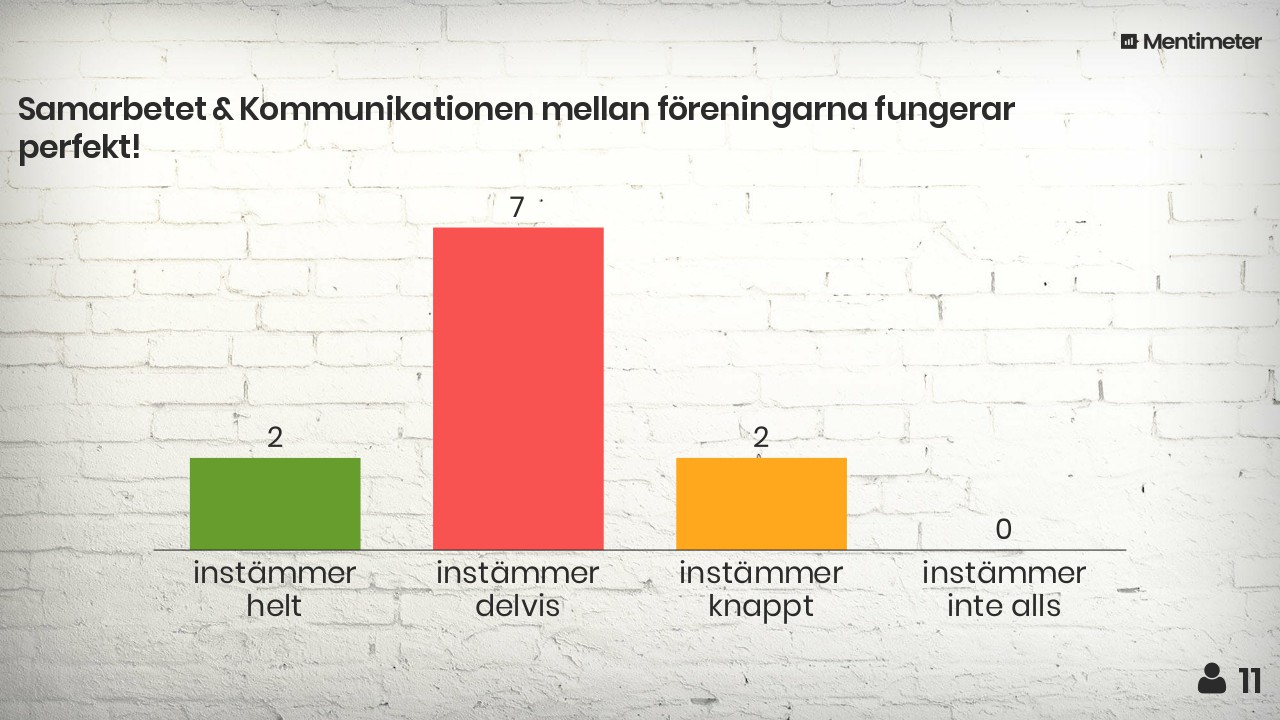 Mentimeter
Samarbetet & Kommunikationen mellan föreningarna fungerar
perfekt!
7
2
2
0
instämmer
helt
instämmer
delvis
instämmer
knappt
instämmer
inte alls
11